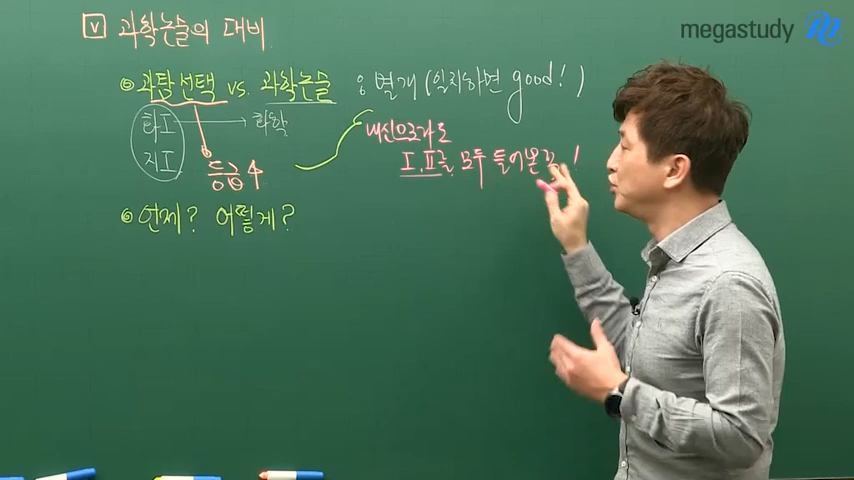 megastudy
V 과학논술의 대비
◎ 과탐 선택 vs. 과학논술 : 별개 (일치하면 good! )
화I → 화학
지I
등급↑
내신으로라도
I, II를 모두 들어본 것!
◎ 언제? 어떻게?